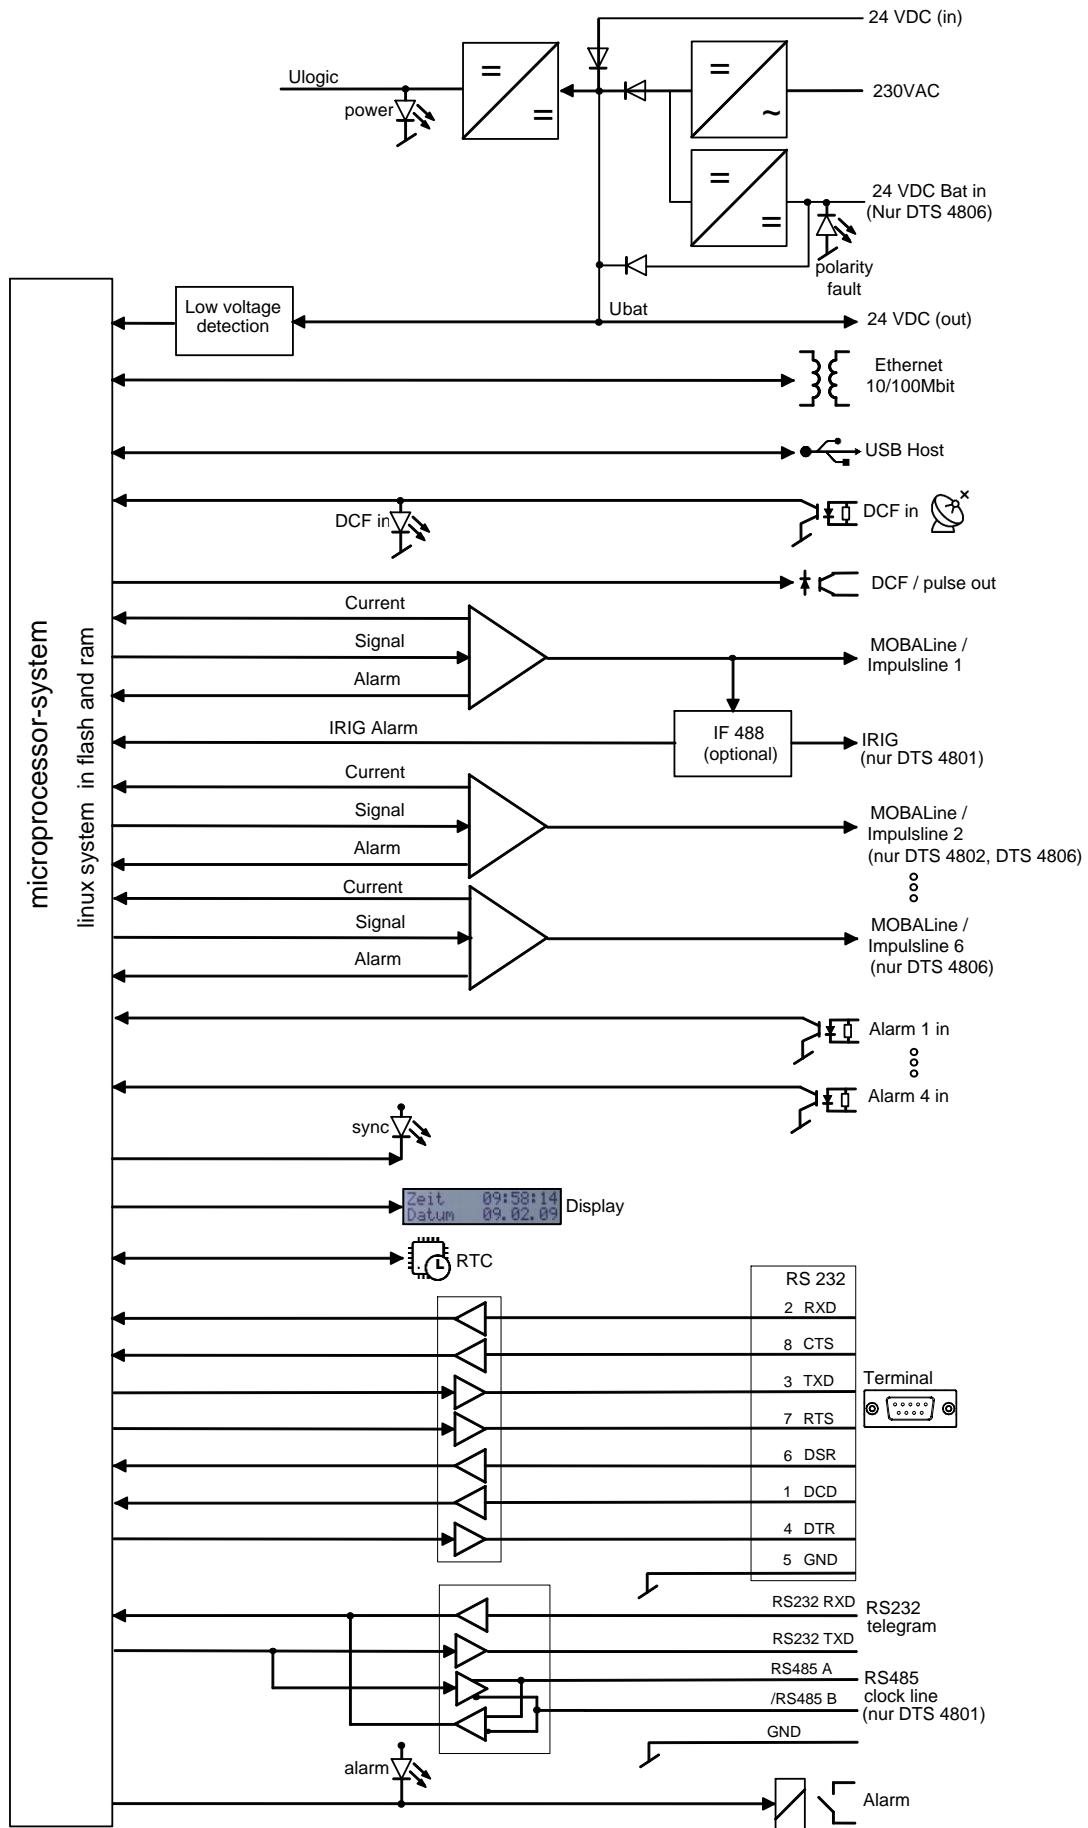 24 VDC (in)
Ulogic
=
=
=
~
230VAC
power
=
=
24 VDC Bat in
(Nur DTS 4806)
polarity
fault
Low voltage
detection
Ubat
24 VDC (out)
Ethernet
10/100Mbit
USB Host
DCF in
DCF in
DCF / pulse out
microprocessor-system
linux system in flash and ram
Current
Signal
Alarm
MOBALine /
Impulsline 1
IRIG Alarm
IF 488
(optional)
IRIG
(nur DTS 4801)
Current
Signal
Alarm
MOBALine /
Impulsline 2
(nur DTS 4802, DTS 4806)
Current
Signal
Alarm
MOBALine /
Impulsline 6
(nur DTS 4806)
Alarm 1 in
Alarm 4 in
sync
Zeit 09:58:14
Datum 09.02.09
Display
RTC
RS 232
2 RXD
8 CTS
3 TXD
7 RTS
6 DSR
1 DCD
4 DTR
5 GND
Terminal
RS232 RXD
RS232 TXD
RS232
telegram
RS485 A
/RS485 B
RS485
clock line
(nur DTS 4801)
GND
alarm
Alarm